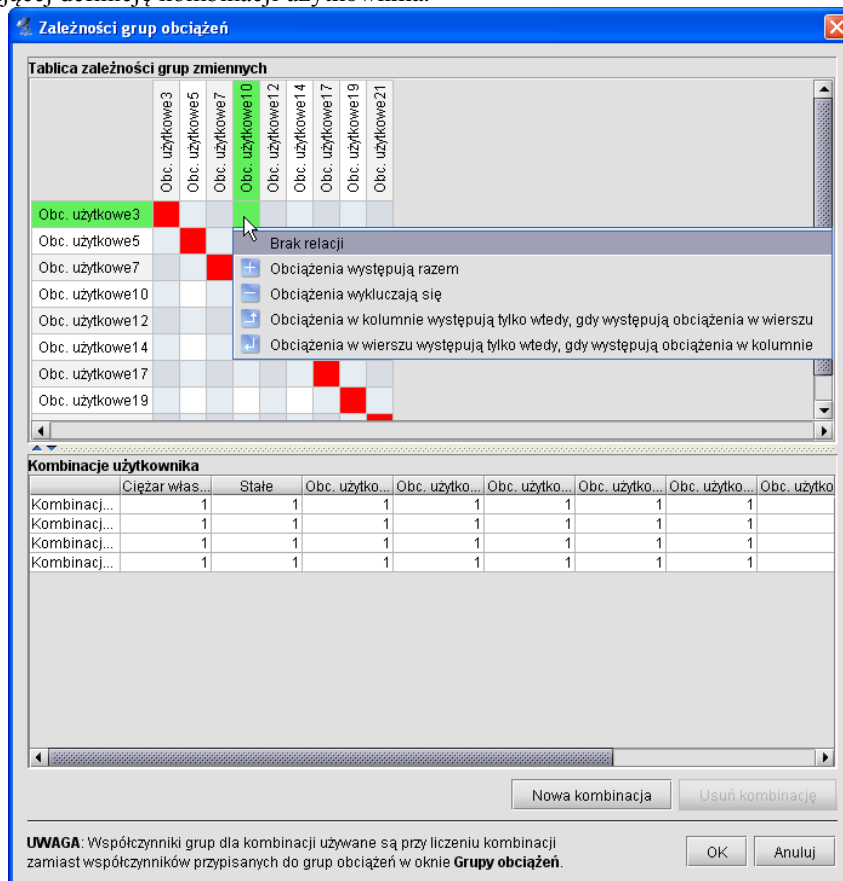 kombinacji użytkownika.
Zależności grup obciążeń
Tablica zależności grup zmiennych
Obc. użytkowe3
Obc. użytkowe5
Obc. użytkowe7
Obc. użytkowe10
Obc. użytkowe12
Obc. użytkowe14
Obc. użytkowe17
Obc. użytkowe19
Obc. użytkowe21
Obc. użytkowe3
Obc. użytkowe5
Brak relacji
Obc. użytkowe7
Obciążenia występują razem
Obc. użytkowe10
Obciążenia wykluczają się
Obc. użytkowe12
Obciążenia w kolumnie występują tylko wtedy, gdy występują obciążenia w wierszu
Obc. użytkowe14
Obciążenia w wierszu występują tylko wtedy, gdy występują obciążenia w kolumnie
Obc. użytkowe17
Obc. użytkowe19
Kombinacje użytkownika
Ciężar włas... Stałe Obc. użytko... Obc. użytko... Obc. użytko... Obc. użytko... Obc. użytko... Obc. użytko
Kombinacj... 1 1 1 1 1 1 1
Kombinacj... 1 1 1 1 1 1 1
Kombinacj... 1 1 1 1 1 1 1
Kombinacj... 1 1 1 1 1 1 1
Nowa kombinacja Usuń kombinację
UWAGA: Współczynniki grup dla kombinacji używane są przy liczeniu kombinacji
zamiast współczynników przypisanych do grup obciążeń w oknie Grupy obciążeń.
OK Anuluj